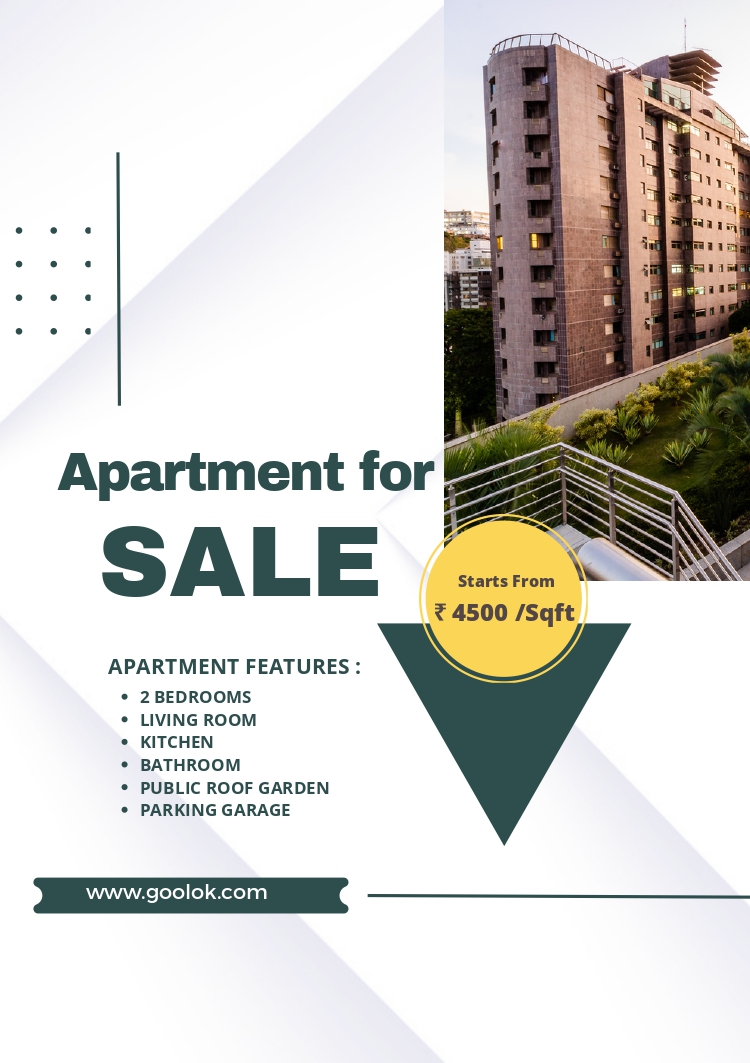 Apartment for
SALE
Starts From
₹ 4500 /Sqft
APARTMENT FEATURES :
• 2 BEDROOMS
• LIVING ROOM
• KITCHEN
• BATHROOM
• PUBLIC ROOF GARDEN
• PARKING GARAGE
www.goolok.com